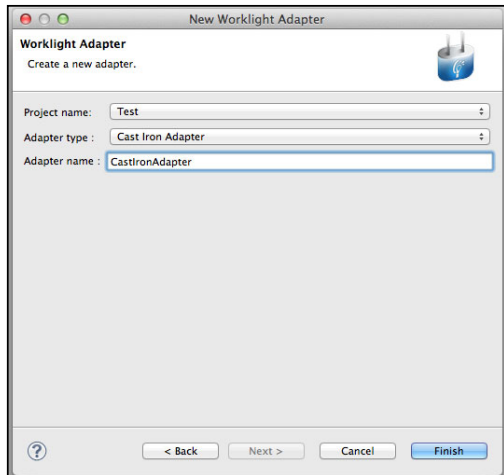 New Worklight Adapter
Worklight Adapter
Create a new adapter.
Project name: Test
Adapter type : Cast Iron Adapter
Adapter name : CastIronAdapter
? < Back Next > Cancel Finish